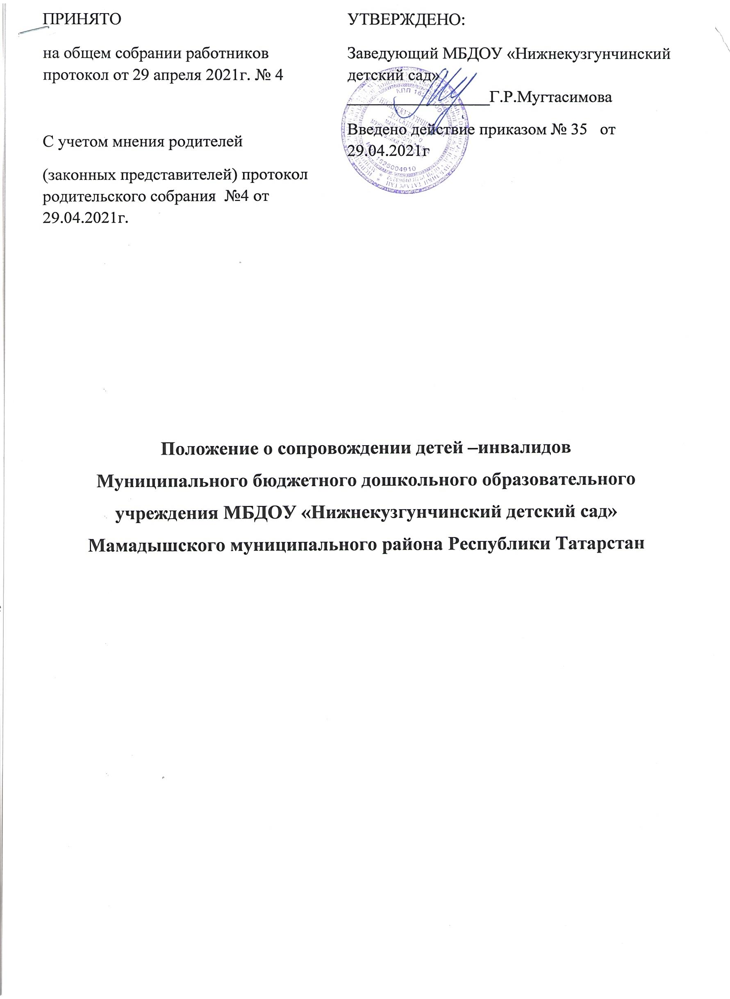 ПРИНЯТО
на общем собрании работников
протокол от 29 апреля 2021г. № 4
С учетом мнения родителей
(законных представителей) протокол
родительского собрания №4 от
29.04.2021г.
УТВЕРЖДЕНО:
Заведующий МБДОУ «Нижнекузгунчинский
детский сад»
_________________Г.Р.Мугтасимова
Введено действие приказом № 35 от
29.04.2021г
КПП
1626004910
Положение о сопровождении детей –инвалидов
Муниципального бюджетного дошкольного образовательного
учреждения МБДОУ «Нижнекузгунчинский детский сад»
Мамадышского муниципального района Республики Татарстан